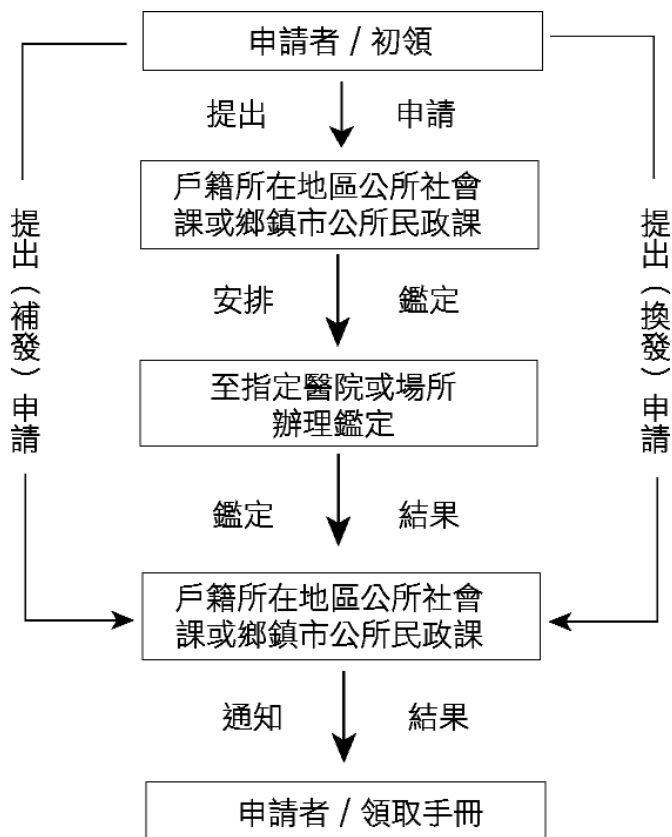 申請者 / 初領
提出 申請
戶籍所在地區公所社會
課或鄉鎮市公所民政課
提出（補發）申請
提出（換發）申請
安排 鑑定
至指定醫院或場所
辦理鑑定
鑑定 結果
戶籍所在地區公所社會
課或鄉鎮市公所民政課
通知 結果
申請者 / 領取手冊